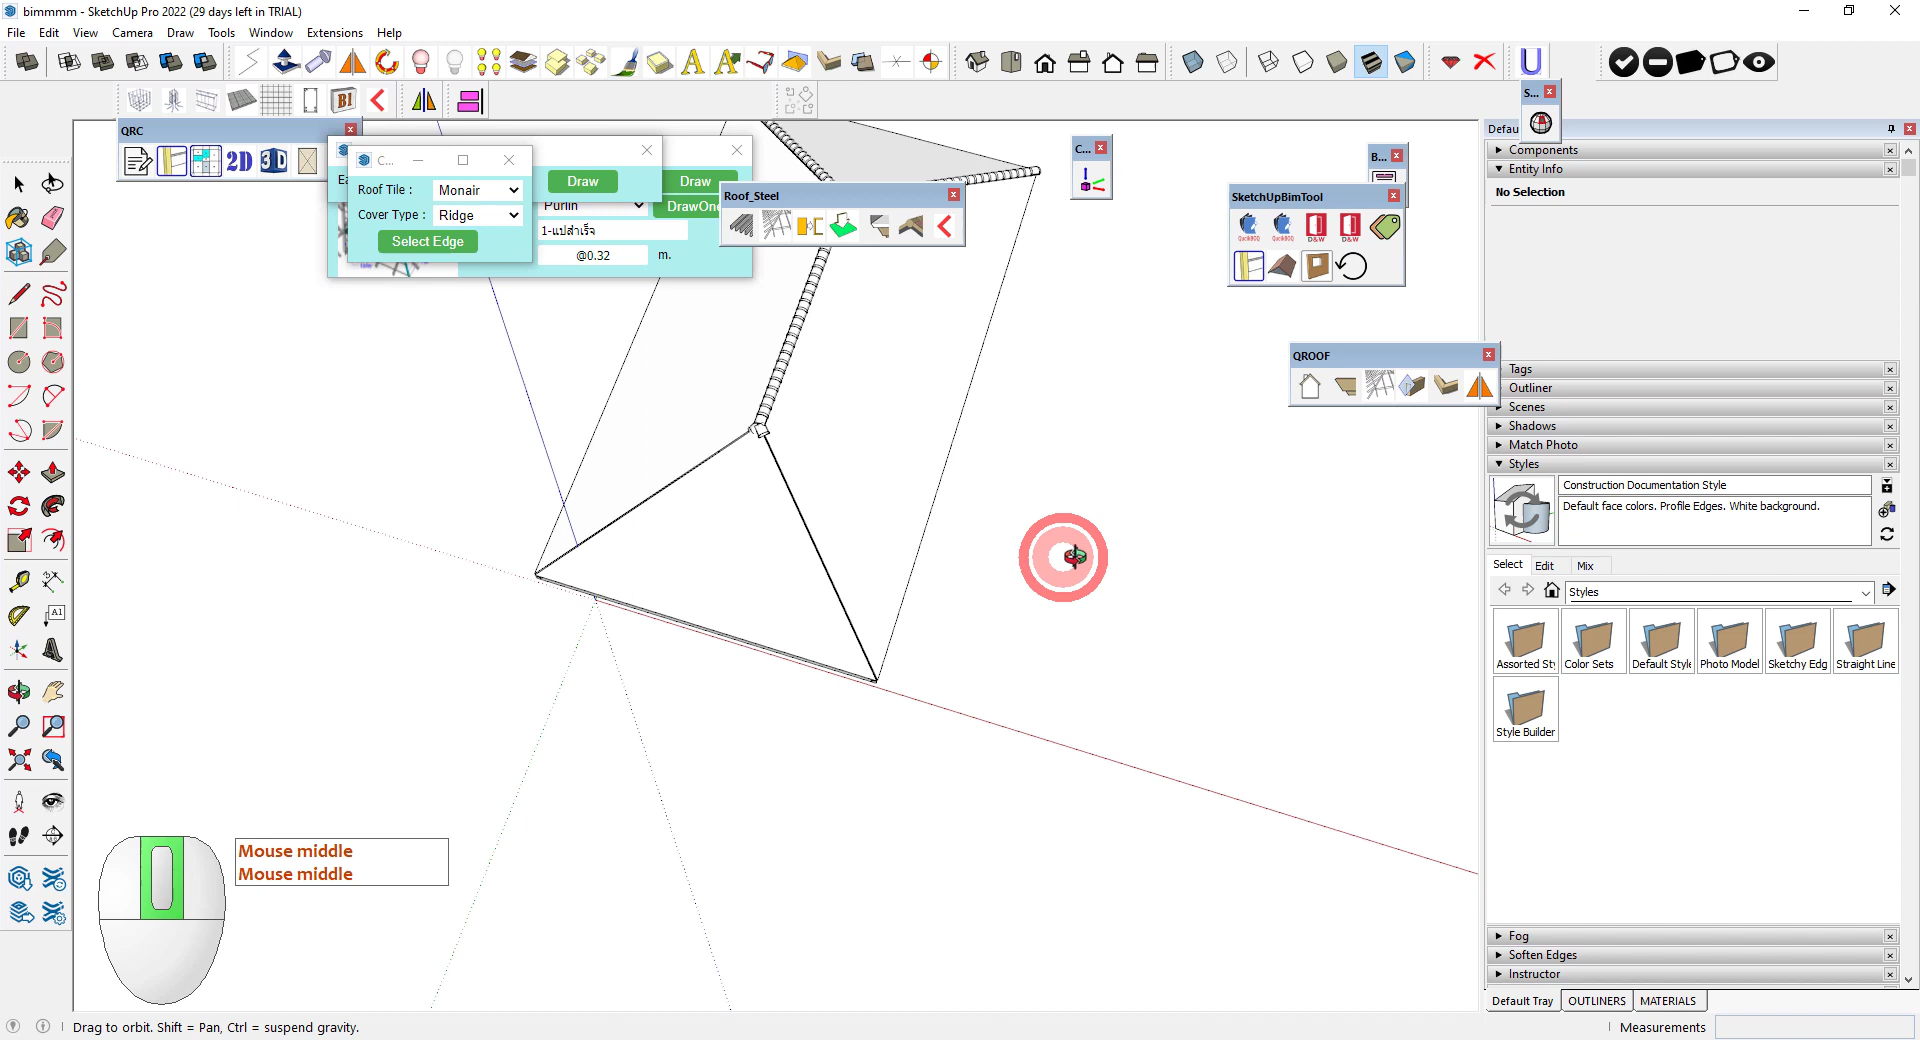 bimmmm - SketchUp Pro 2022 (29 days left in TRIAL)
File Edit View Camera Draw Tools Window Extensions Help
QRC
2D 3D
C...
Roof Tile : Monair
Cover Type : Ridge
Select Edge
Draw
Draw
Purlin
DrawOne
1-แปสำเร็จ
@0.32 m.
Roof_Steel
C...
S...
B...
SketchUpBimTool
D&W D&W
QROOF
Components
Entity Info
No Selection
Tags
Outliner
Scenes
Shadows
Match Photo
Styles
Construction Documentation Style
Default face colors. Profile Edges. White background.
Select Edit Mix
Styles
Assorted Sty Color Sets Default Style Photo Model Sketchy Edg Straight Line
Style Builder
Fog
Soften Edges
Instructor
Default Tray OUTLINERS MATERIALS
A1
Mouse middle
Mouse middle
Drag to orbit. Shift = Pan, Ctrl = suspend gravity.
Measurements